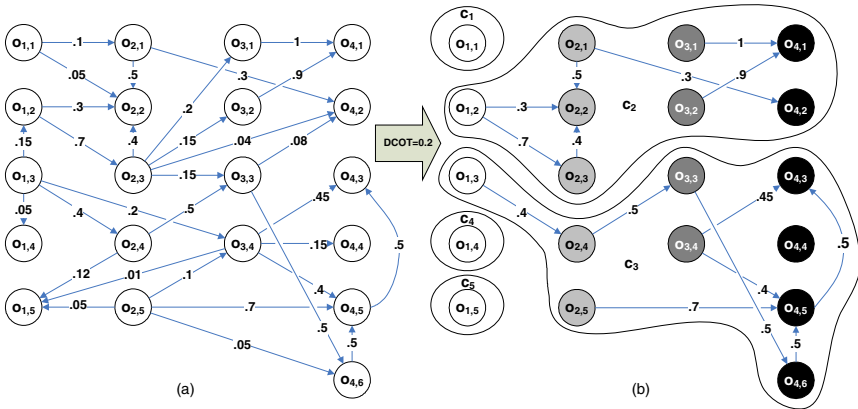 O1,1 .1 O2,1 O3,1 1 O4,1
.05 .5 .3 .9
O1,2 .3 O2,2 .2 O3,2 O4,2
.15 .7 .4 .15 .04 .08
O1,3 O2,3 .15 O3,3 O4,3
.05 .4 .2 .5 .45
O1,4 O2,4 O3,4 .15 O4,4
.12 .01 .1 .4 .5
O1,5 .05 O2,5 .7 O4,5
.05 .5 .5
O4,6
(a)
DCOT=0.2
C1
O1,1 O2,1 O3,1 1 O4,1
.5 .3 .9
O1,2 .3 O2,2 C2 O3,2 O4,2
.7 .4
O1,3 O2,3 O3,3 O4,3
.4 .5 .45
C4
O1,4 O2,4 O3,4 O4,4
C3 .4 .5
C5
O1,5 O2,5 .7 O4,5
.5 .5
O4,6
(b)